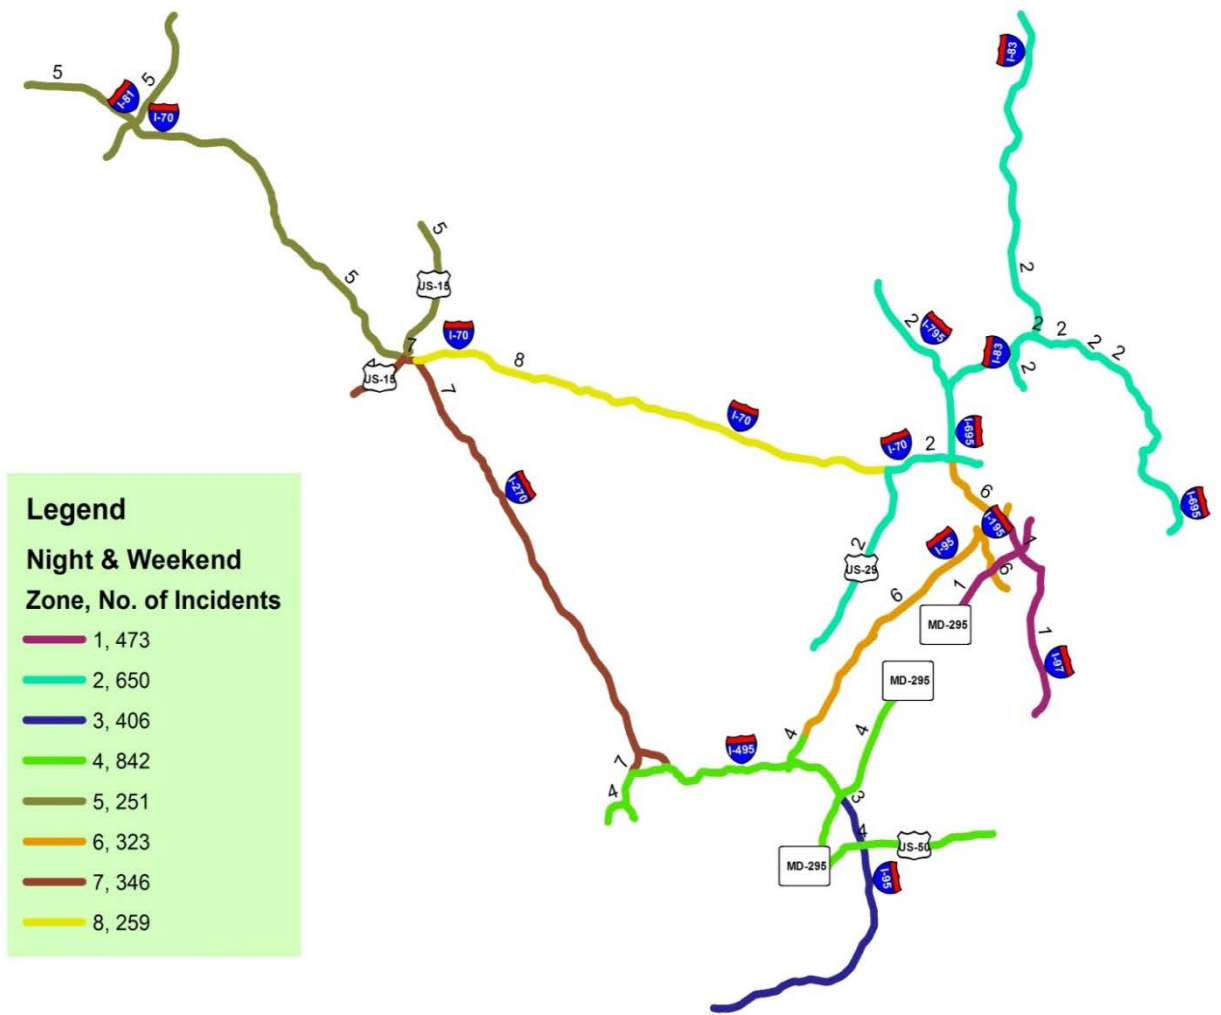 I-83
5
5
I-81
I-70
5
US-15
2
5
2
I-795
I-70
2
2
2
2
I-83
7
8
US-15
2
7
I-70
I-695
I-70
2
Legend
Night & Weekend
Zone, No. of Incidents
1, 473
2, 650
3, 406
4, 842
5, 251
6, 323
7, 346
8, 259
I-270
6
I-695
I-195
I-95
1
2
US-29
6
1
6
MD-295
1
I-97
MD-295
4
4
I-495
7
4
3
4
US-50
MD-295
I-95